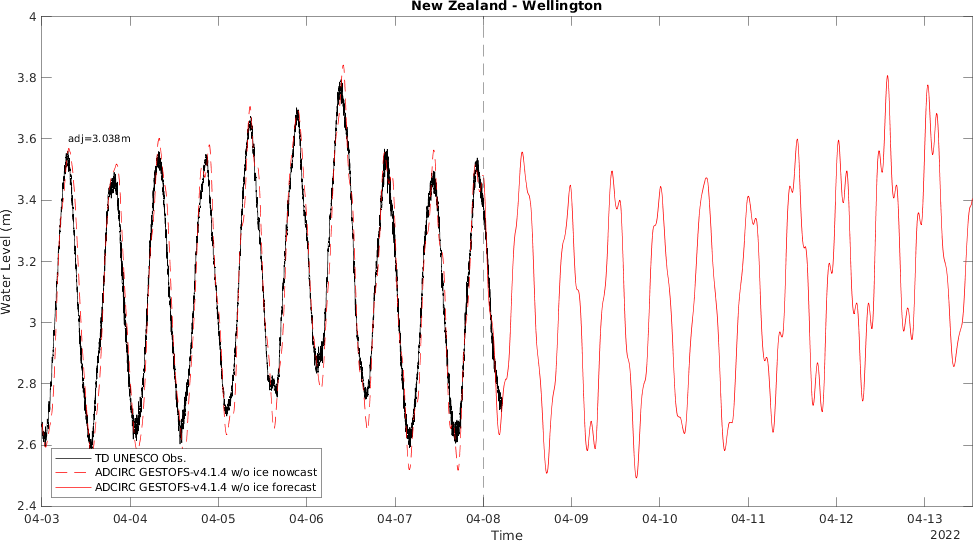 New Zealand - Wellington
4
3.8
3.6
3.4
3.2
3
2.8
2.6
2.4
Water Level (m)
adj=3.038m
TD UNESCO Obs.
ADCIRC GESTOFS-v4.1.4 w/o ice nowcast
ADCIRC GESTOFS-v4.1.4 w/o ice forecast
04-03 04-04 04-05 04-06 04-07 04-08 04-09 04-10 04-11 04-12 04-13
Time
2022